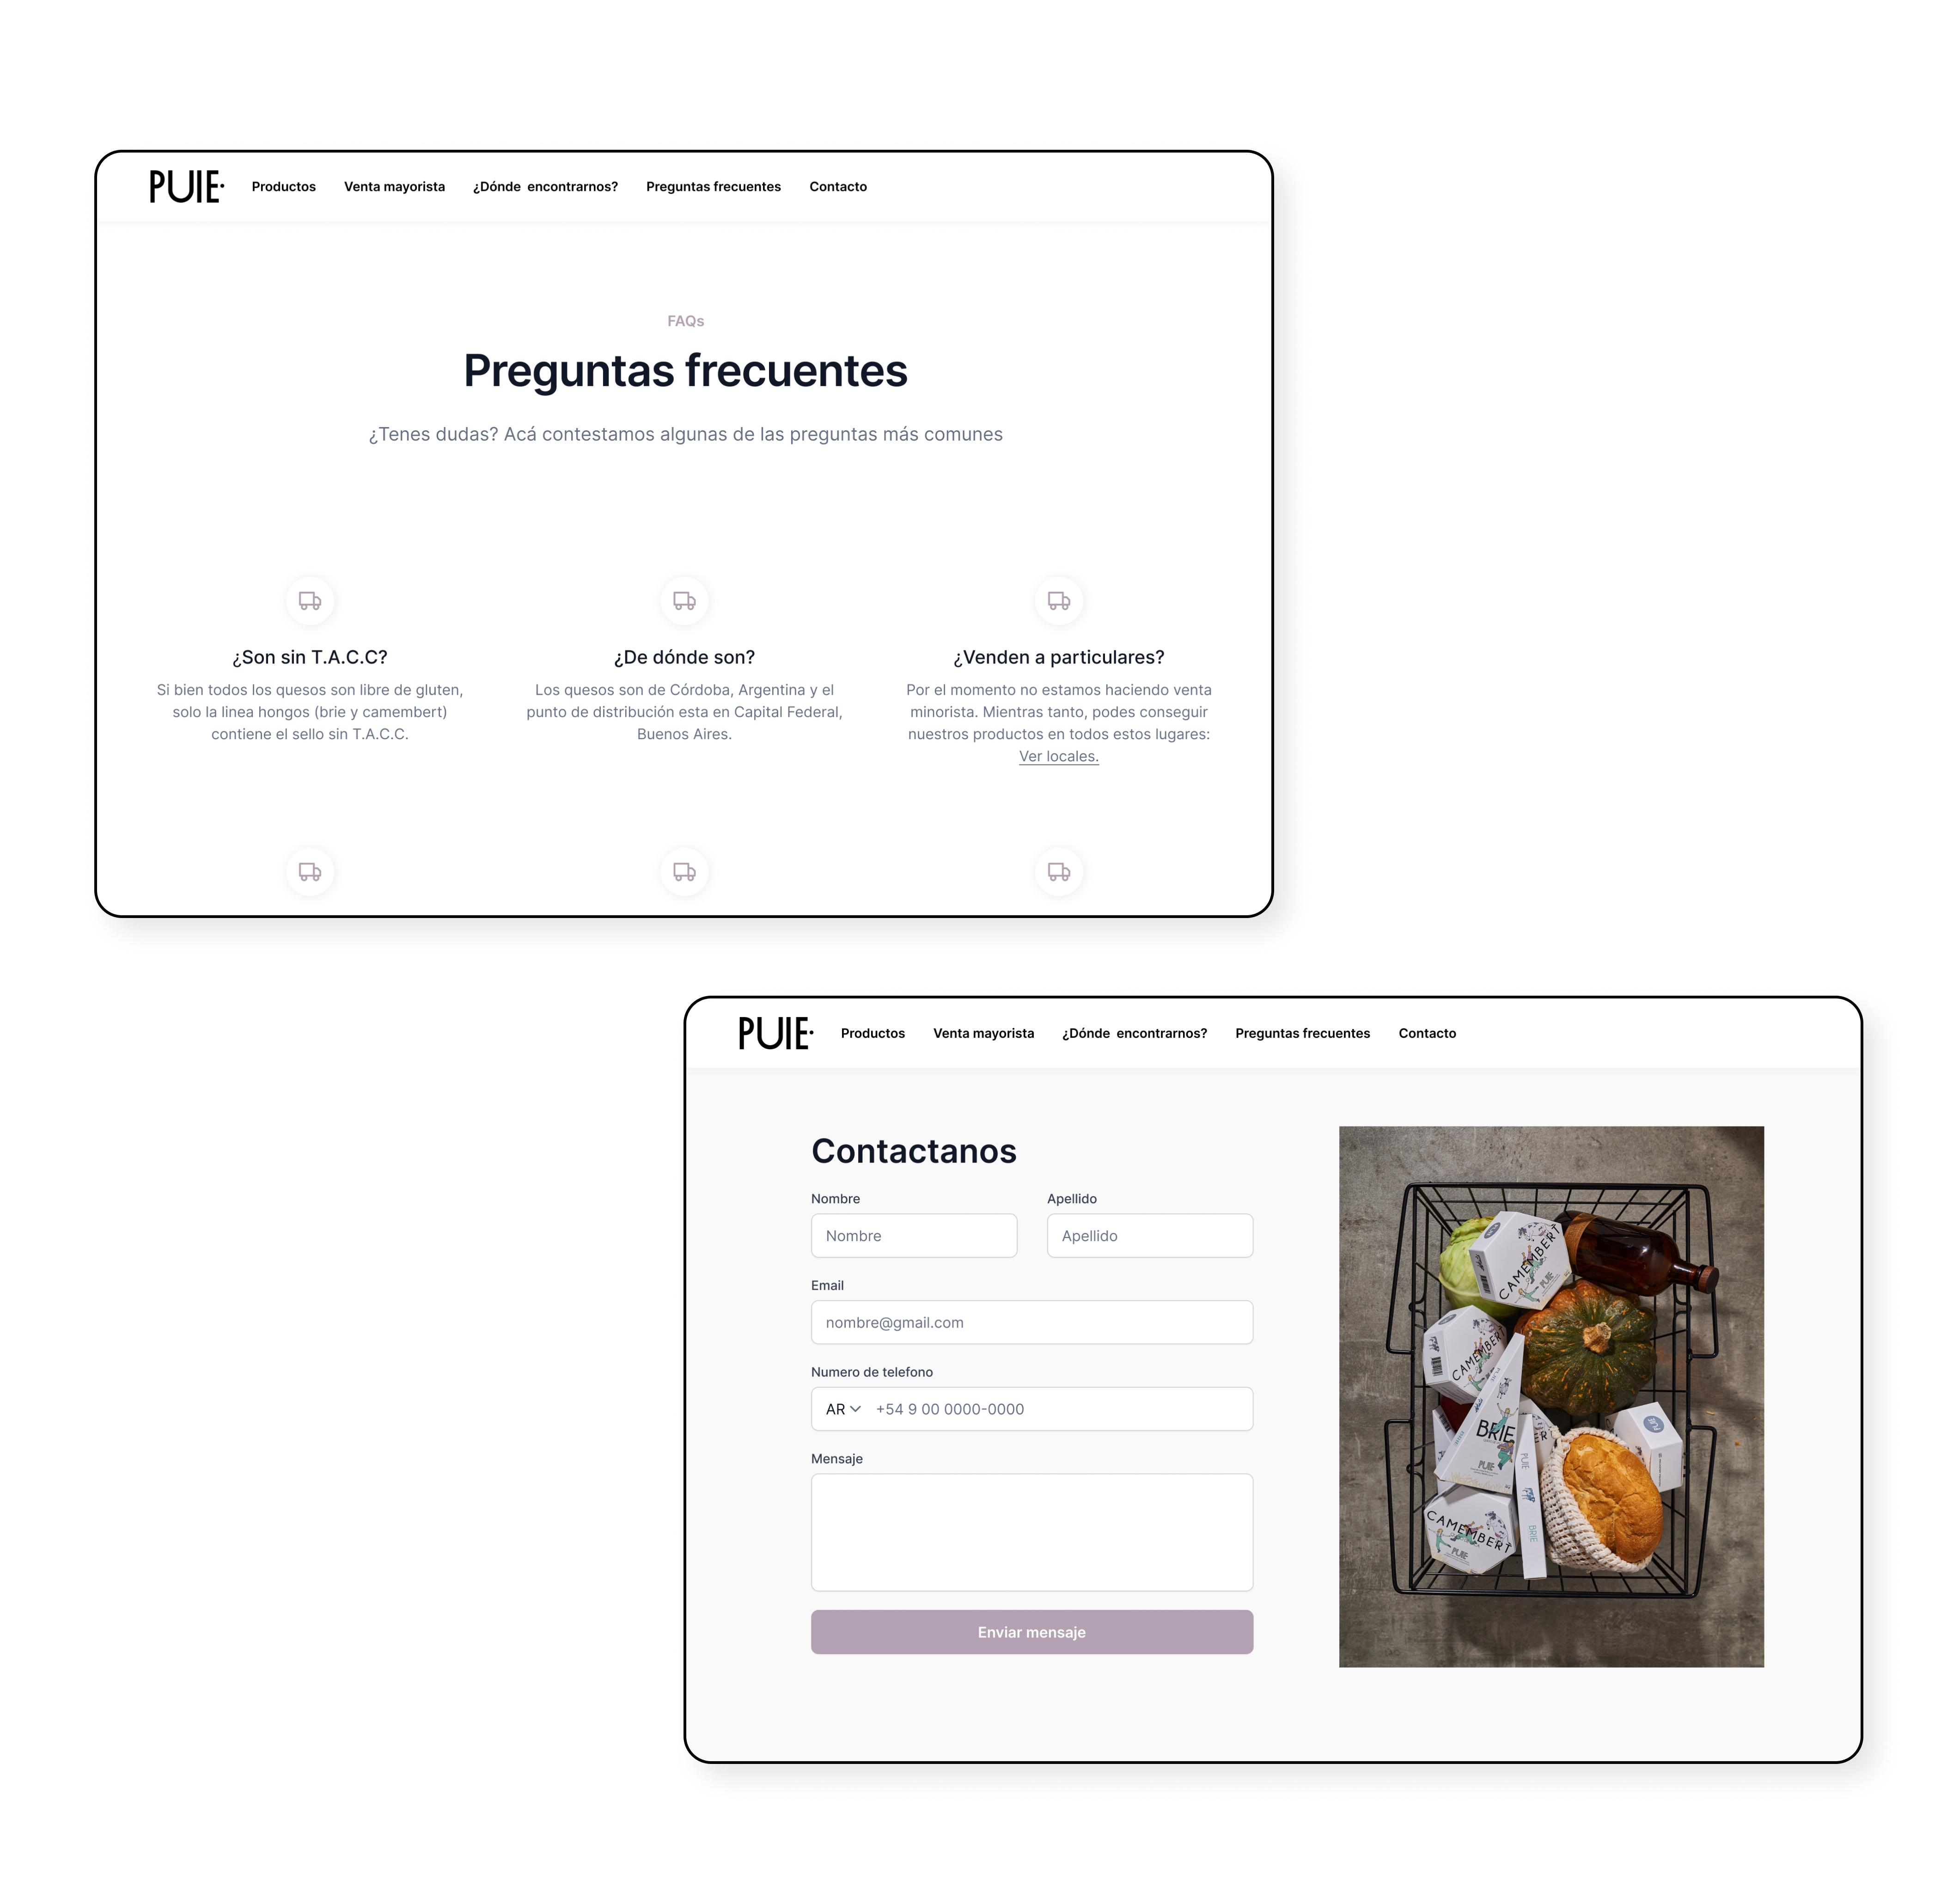 PUIE·
Productos
Venta mayorista
¿Dónde  encontrarnos?
Preguntas frecuentes
Contacto
FAQs
Preguntas frecuentes
¿Tenes dudas? Acá contestamos algunas de las preguntas más comunes
¿Son sin T.A.C.C?
Si bien todos los quesos son libre de gluten,
solo la linea hongos (brie y camembert)
contiene el sello sin T.A.C.C.
¿De dónde son?
Los quesos son de Córdoba, Argentina y el
punto de distribución esta en Capital Federal,
Buenos Aires.
¿Venden a particulares?
Por el momento no estamos haciendo venta
minorista. Mientras tanto, podes conseguir
nuestros productos en todos estos lugares:
Ver locales.
PUIE·
Productos
Venta mayorista
¿Dónde  encontrarnos?
Preguntas frecuentes
Contacto
Contactanos
Nombre
Apellido
Nombre
Apellido
Email
nombre@gmail.com
Numero de telefono
AR
+54 9 00 0000-0000
Mensaje
Enviar mensaje
CAMEMBERT
PUIE
CAMEMBERT
BRIE
PUIE
PUIE
BRIE
CAMEMBERT
PUIE